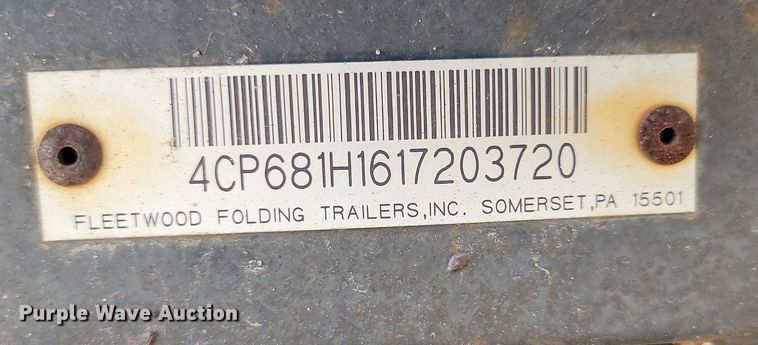 4CP681H1617203720
FLEETWOOD FOLDING TRAILERS,INC. SOMERSET,PA 15501
Purple Wave Auction